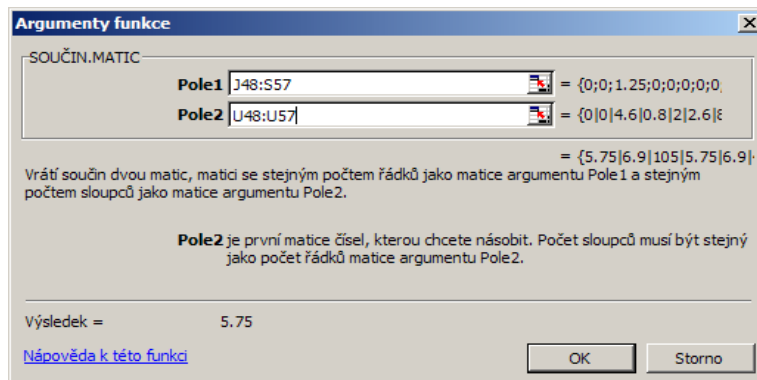 Argumenty funkce
SOUČIN.MATIC
Pole1 J48:S57 = {0;0;1.25;0;0;0;0;0;
Pole2 U48:U57 = {0|0|4.6|0.8|2|2.6|8
= {5.75|6.9|105|5.75|6.9|
Vrátí součin dvou matic, matici se stejným počtem řádků jako matice argumentu Pole1 a stejným
počtem sloupců jako matice argumentu Pole2.
Pole2 je první matice čísel, kterou chcete násobit. Počet sloupců musí být stejný
jako počet řádků matice argumentu Pole2.
Výsledek = 5.75
Nápověda k této funkci OK Storno